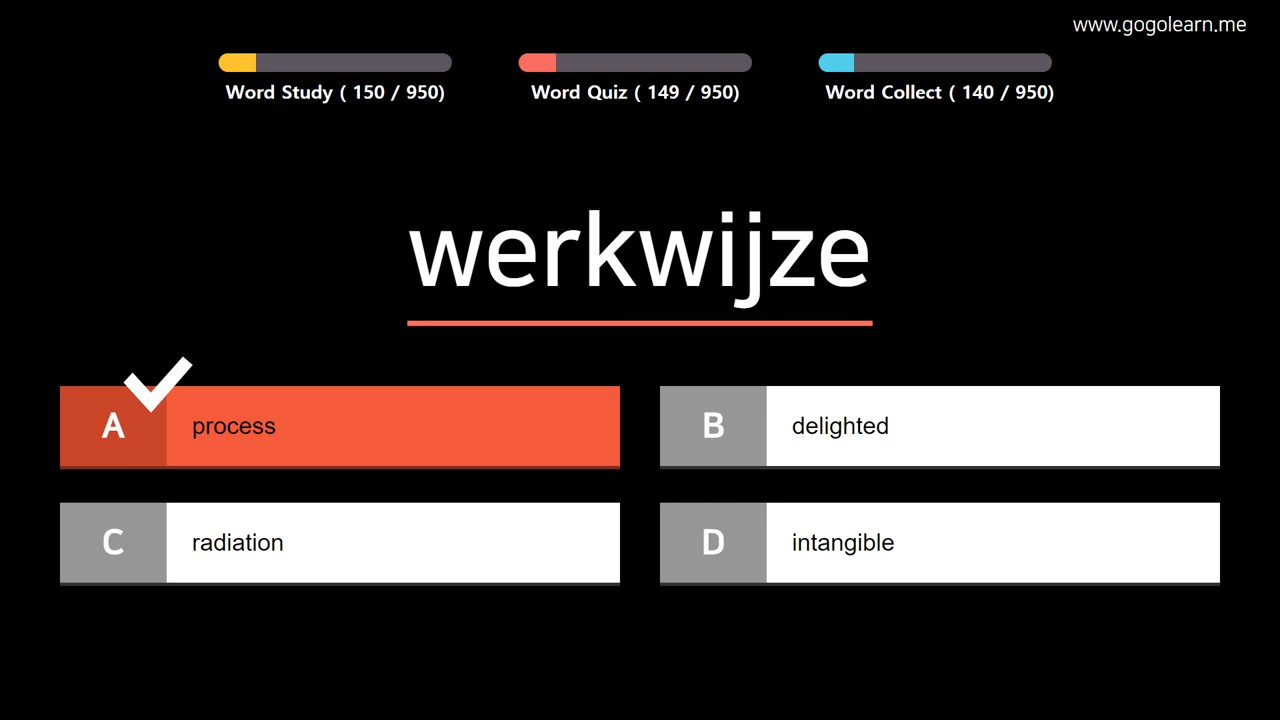 www.gogolearn.me
Word Study ( 150 / 950)
Word Quiz ( 149 / 950)
Word Collect ( 140 / 950)
werkwijze
A process
B delighted
C radiation
D intangible